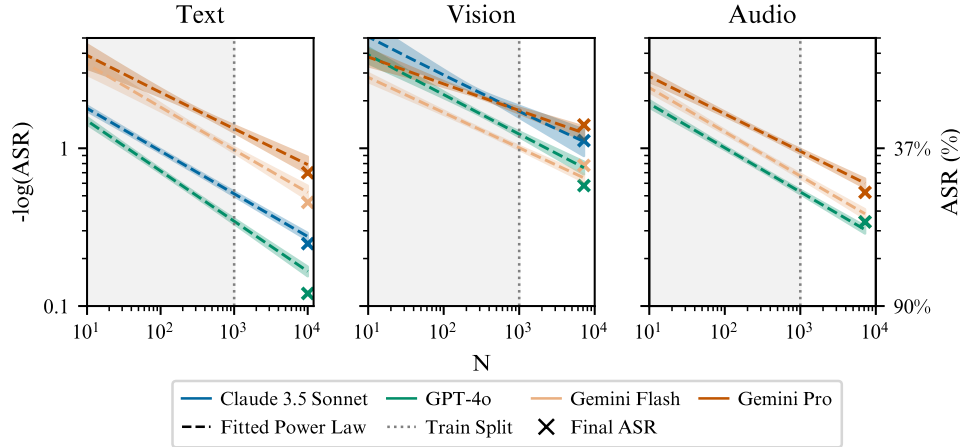 Text Vision Audio
-log(ASR)
1
0.1
37%
90%
ASR (%)
10¹ 10² 10³ 10⁴ 10¹ 10² 10³ 10⁴ 10¹ 10² 10³ 10⁴
N
Claude 3.5 Sonnet GPT-4o Gemini Flash Gemini Pro
Fitted Power Law Train Split Final ASR